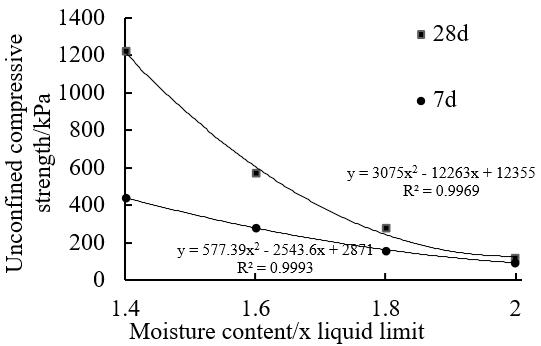 Unconfined compressive
strength/kPa
1400
1200
1000
800
600
400
200
0
28d
7d
y = 3075x² - 12263x + 12355
R² = 0.9969
y = 577.39x² - 2543.6x + 2871
R² = 0.9993
1.4 1.6 1.8 2
Moisture content/x liquid limit